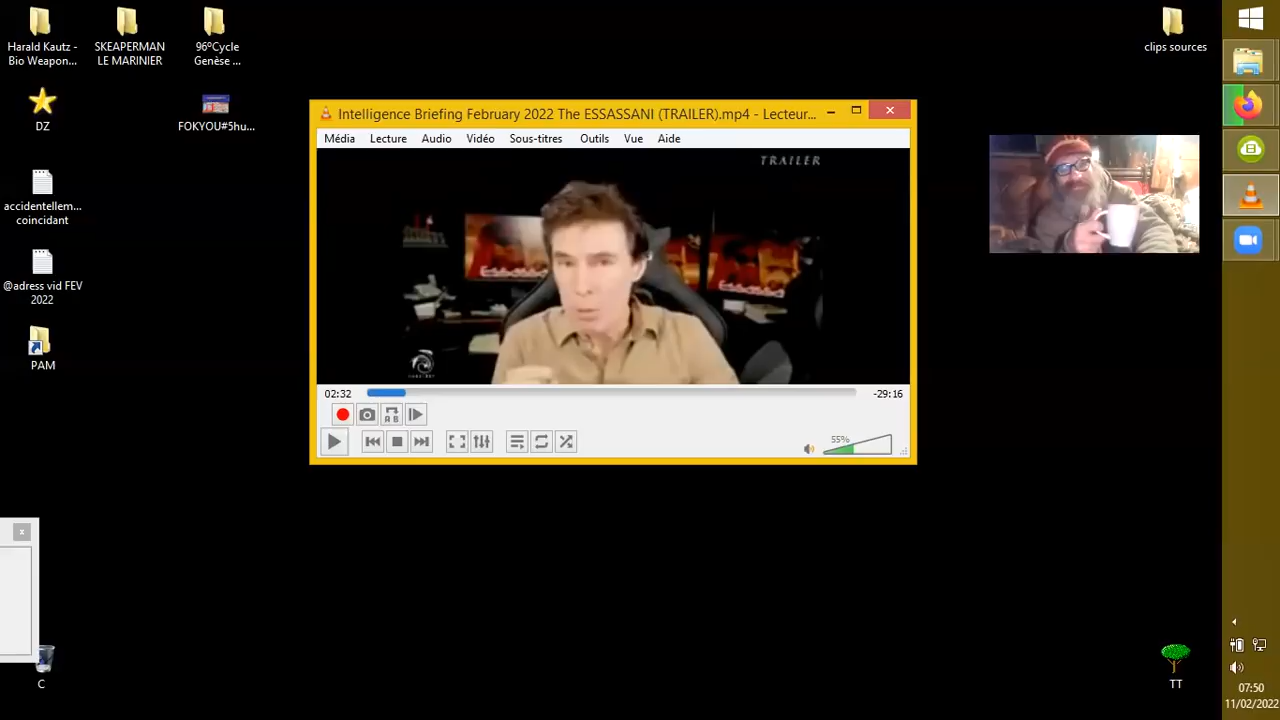 Harald Kautz -
Bio Weapon...
SKEAPERMAN
LE MARINIER
96°Cycle
Genèse ...
clips sources
DZ
FOKYOU#5hu...
Intelligence Briefing February 2022 The ESSASSANI (TRAILER).mp4 - Lecteur...
Média Lecture Audio Vidéo Sous-titres Outils Vue Aide
TRAILER
accidentellem...
coincidant
@adress vid FEV
2022
PAM
02:32
-29:16
55%
C
TT
07:50
11/02/2022